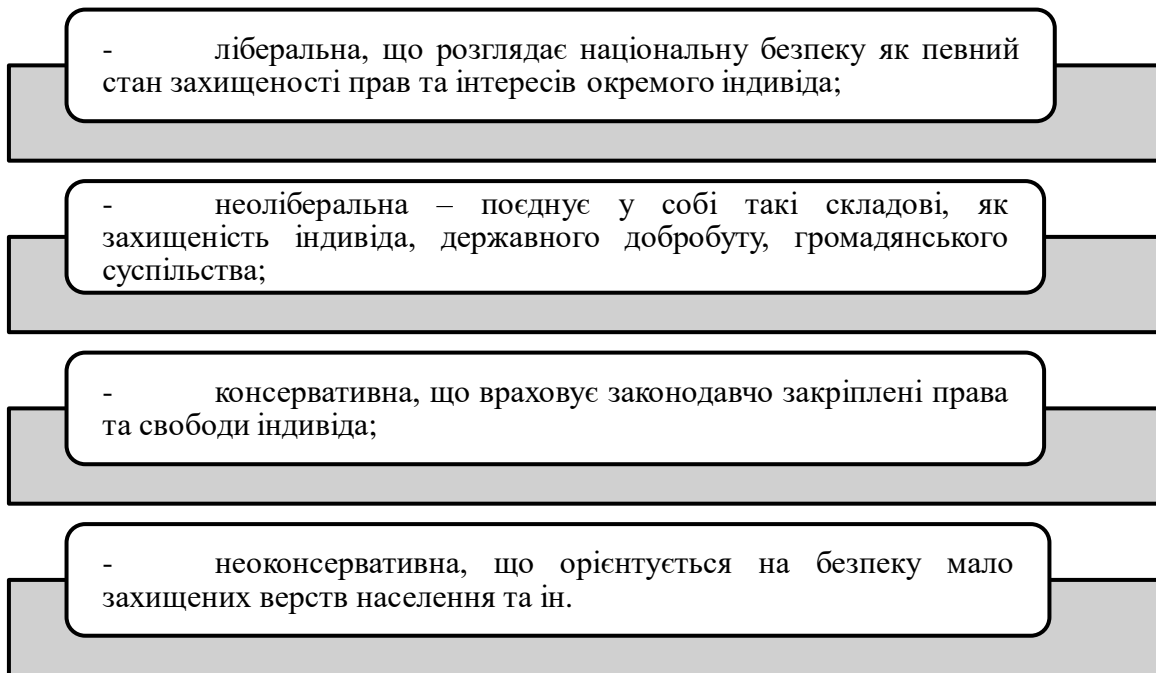 - ліберальна, що розглядає національну безпеку як певний
стан захищеності прав та інтересів окремого індивіда;
- неоліберальна – поєднує у собі такі складові, як
захищеність індивіда, державного добробуту, громадянського
суспільства;
- консервативна, що враховує законодавчо закріплені права
та свободи індивіда;
- неоконсервативна, що орієнтується на безпеку мало
захищених верств населення та ін.